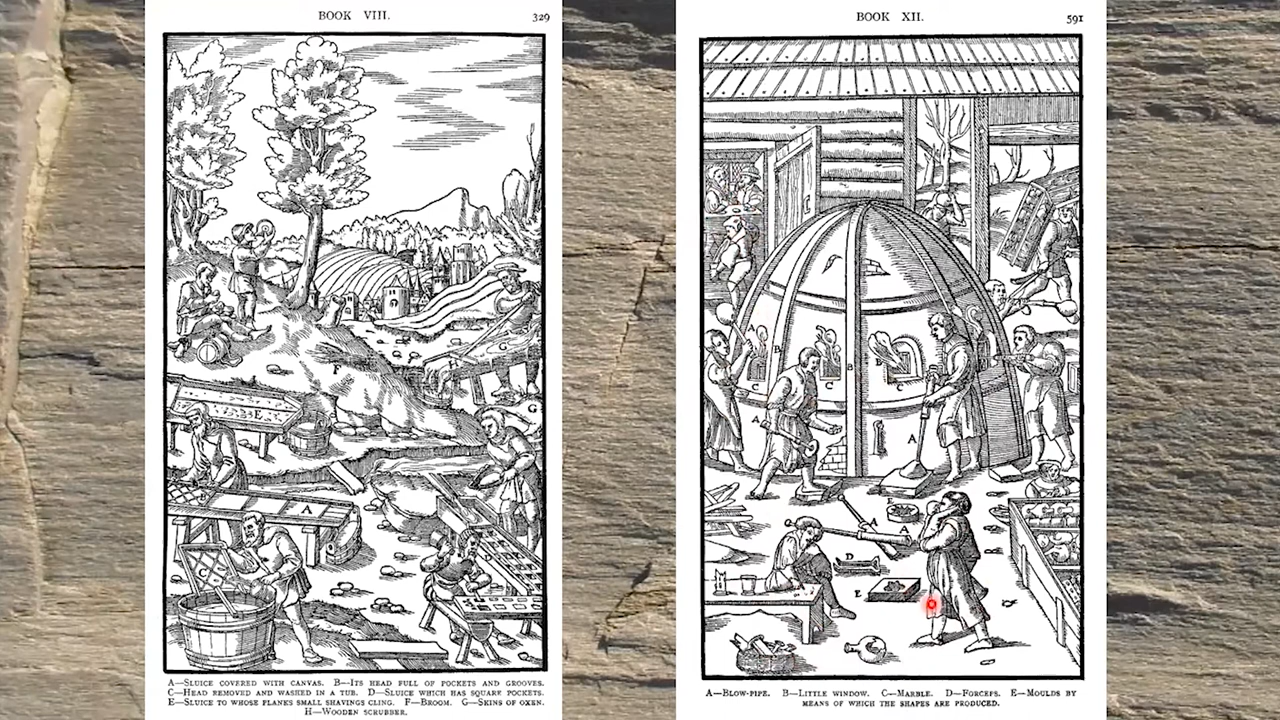 BOOK VIII.
329
A—Sluice covered with canvas. B—Its head full of pockets and grooves.
C—Head removed and washed in a tub. D—Sluice which has square pockets.
E—Sluice to whose planks small shavings cling. F—Broom. G—Skins of oxen.
H—Wooden scrubber.
BOOK XII.
591
A—Blow-pipe. B—Little window. C—Marble. D—Forceps. E—Moulds by
means of which the shapes are produced.